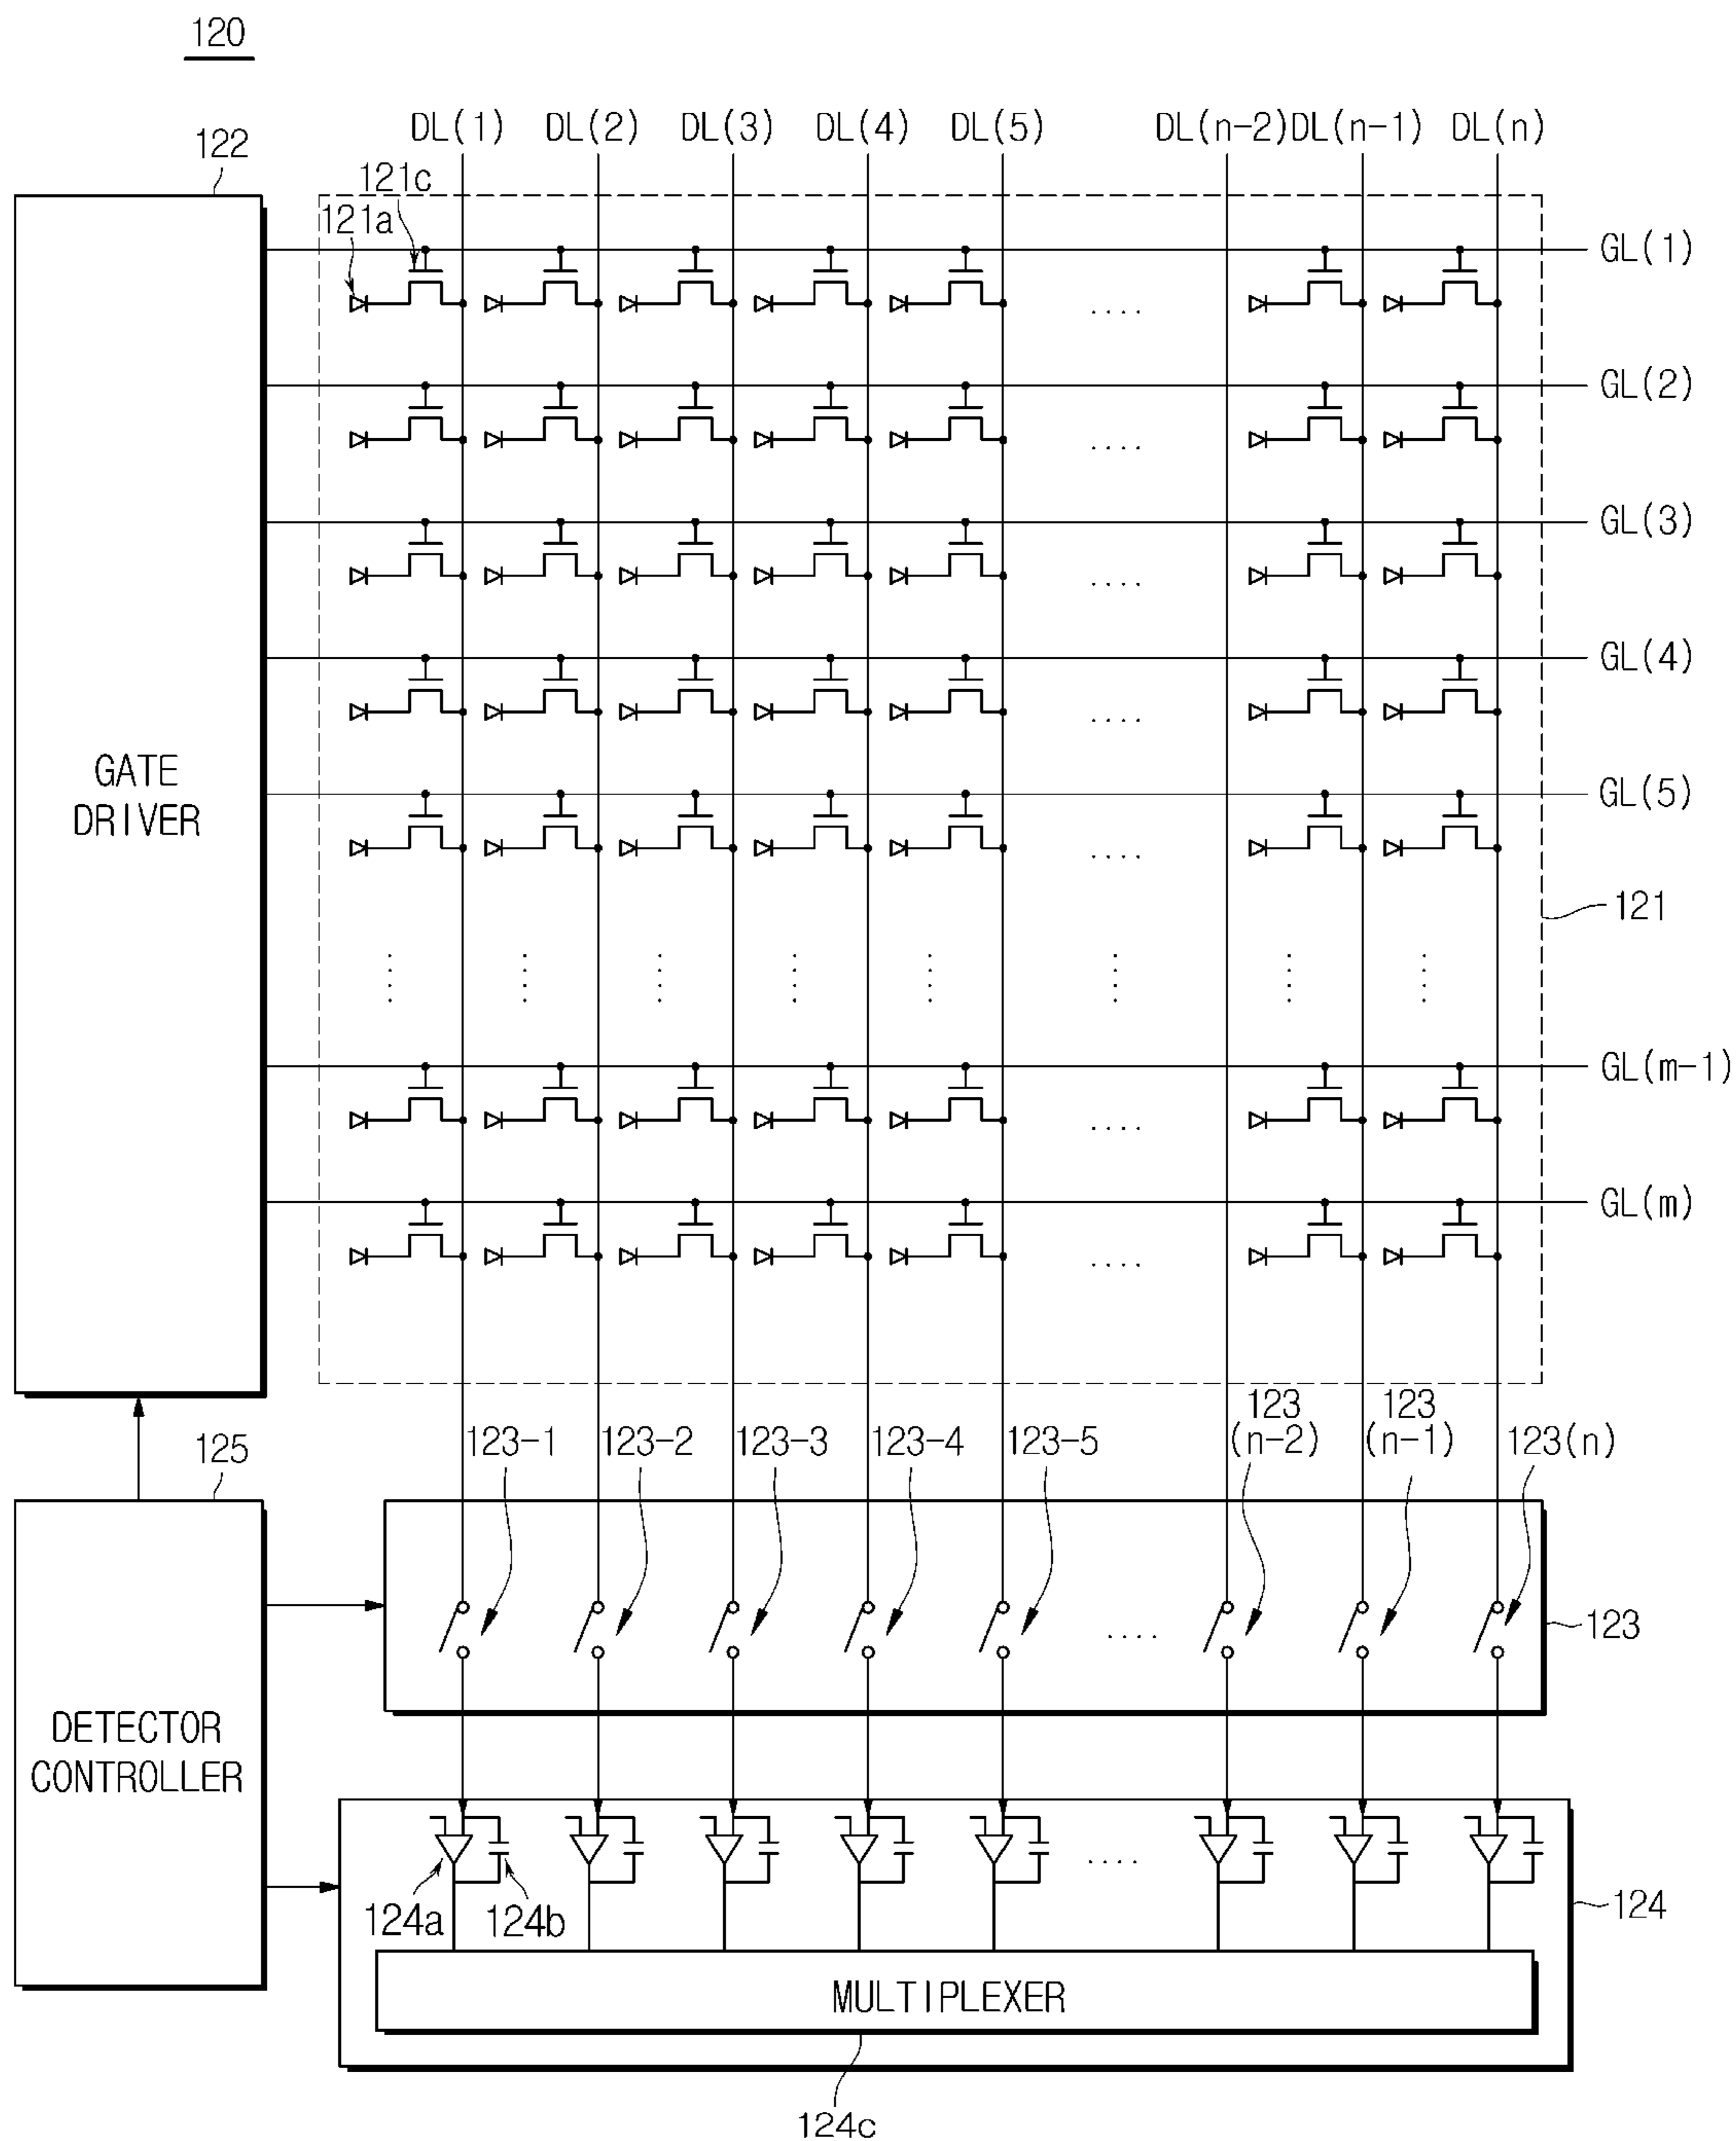 120
DL(1) DL(2) DL(3) DL(4) DL(5) DL(n-2) DL(n-1) DL(n)
122
121c
121a
GL(1)
GL(2)
GL(3)
GL(4)
GATE
DRIVER
GL(5)
121
GL(m-1)
GL(m)
125
123-1 123-2 123-3 123-4 123-5 123
(n-2) 123
(n-1) 123(n)
123
DETECTOR
CONTROLLER
124a 124b
124
MULTIPLEXER
124c